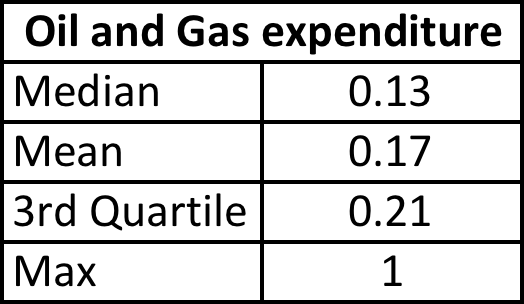 Oil and Gas expenditure
Median 0.13
Mean 0.17
3rd Quartile 0.21
Max 1